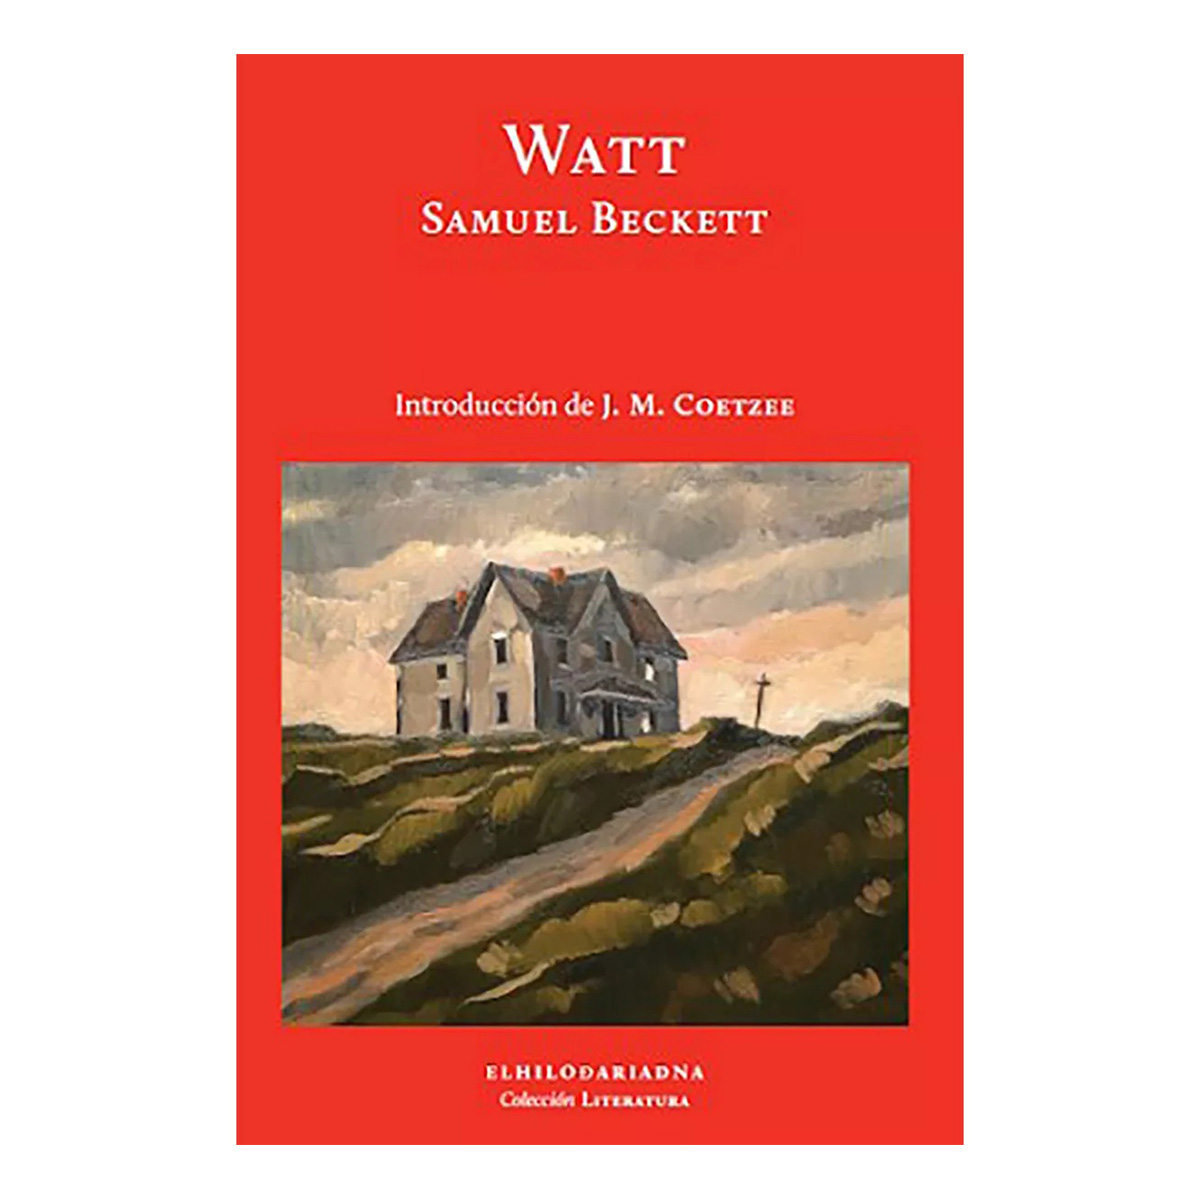 WATT
SAMUEL BECKETT
Introducción de J. M. COETZEE
ELHILODARIADNA
Colección LITERATURA